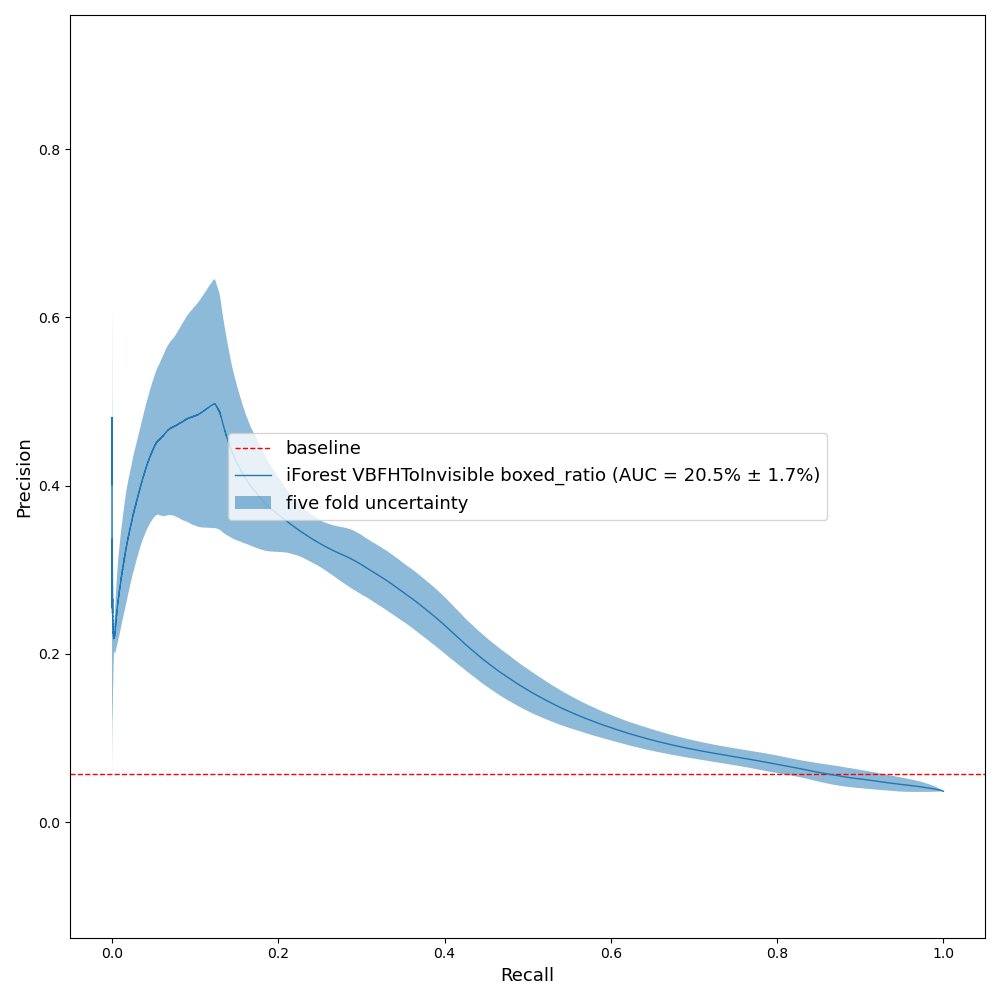 0.8
0.6
0.4
0.2
0.0
Precision
baseline
iForest VBFHToInvisible boxed_ratio (AUC = 20.5% ± 1.7%)
five fold uncertainty
0.0 0.2 0.4 0.6 0.8 1.0
Recall